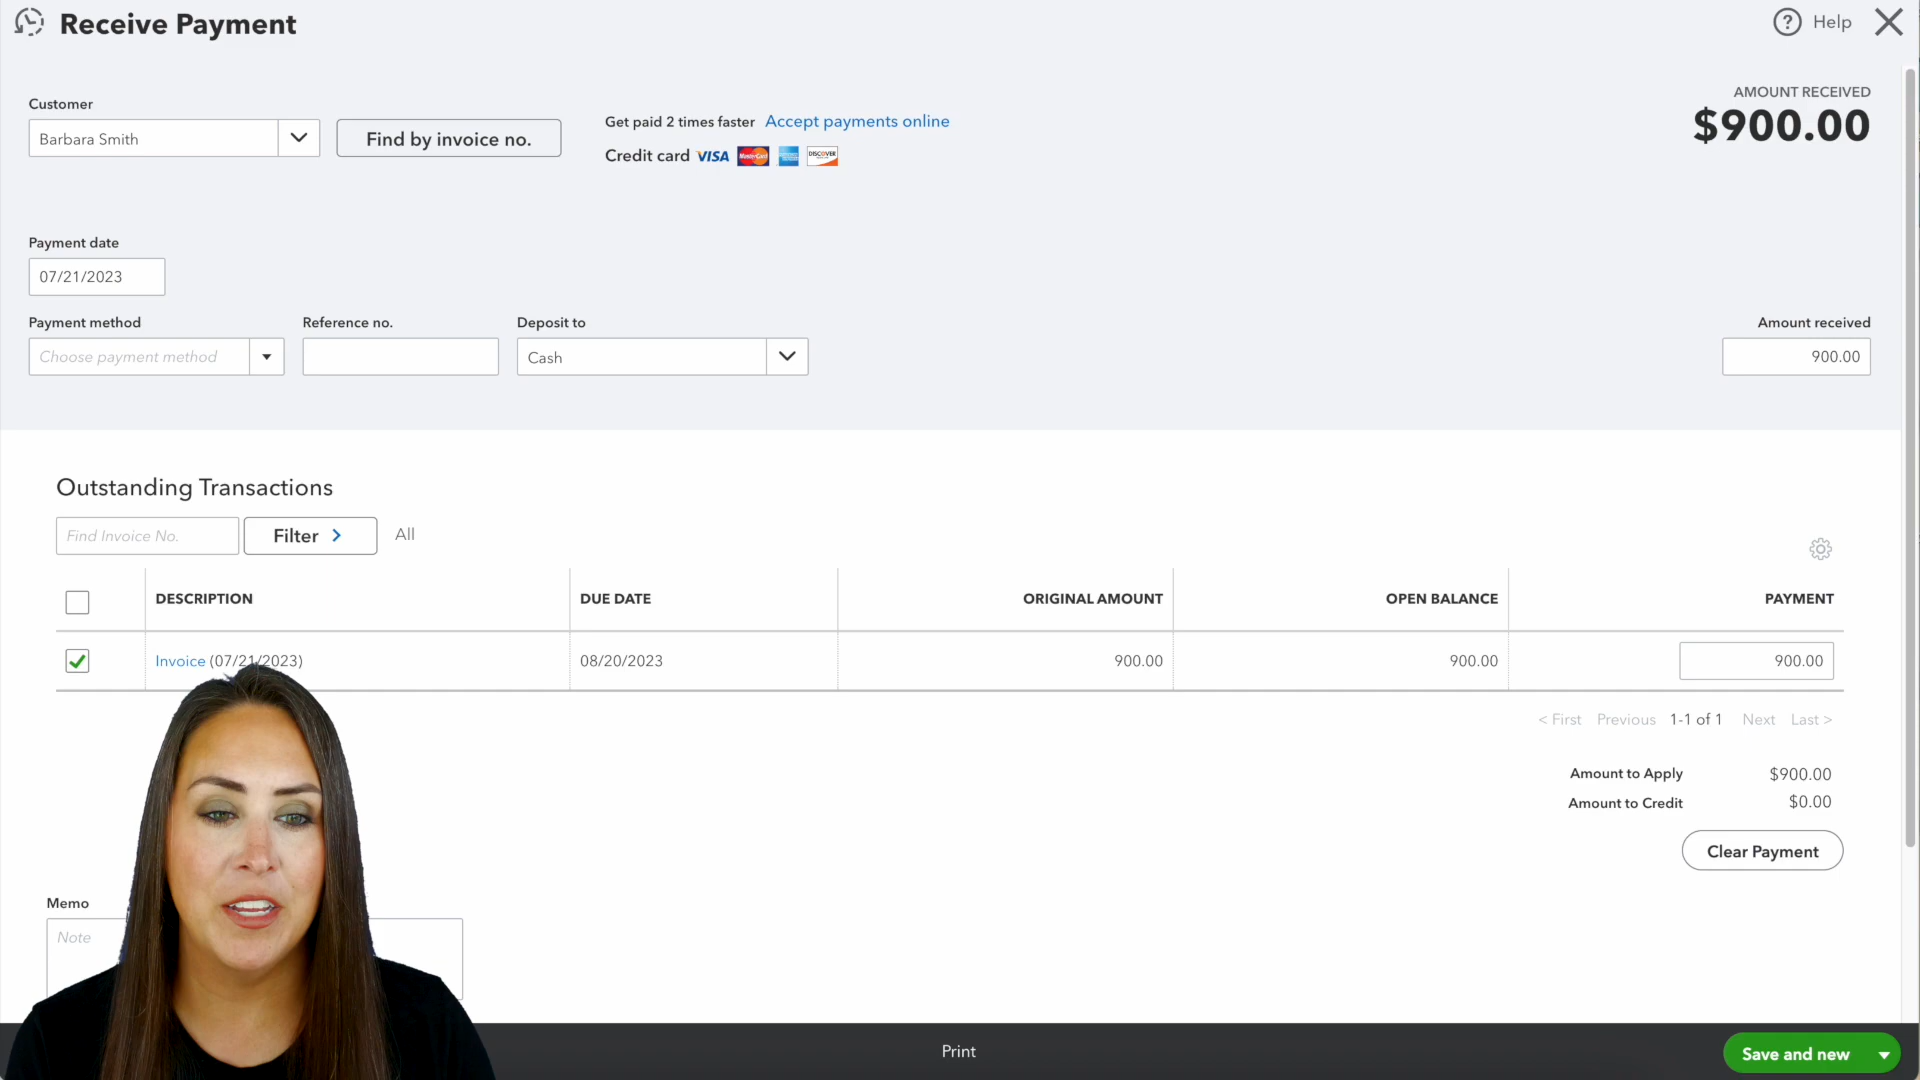 Receive Payment
? Help
Customer
Barbara Smith
Find by invoice no.
Get paid 2 times faster Accept payments online
Credit card VISA MasterCard DISCOVER
AMOUNT RECEIVED
$900.00
Payment date
07/21/2023
Payment method Reference no. Deposit to Amount received
Choose payment method Cash 900.00
Outstanding Transactions
Find Invoice No. Filter All
DESCRIPTION DUE DATE ORIGINAL AMOUNT OPEN BALANCE PAYMENT
Invoice (07/21/2023) 08/20/2023 900.00 900.00 900.00
< First Previous 1-1 of 1 Next Last >
Amount to Apply $900.00
Amount to Credit $0.00
Clear Payment
Memo
Note
Print
Save and new